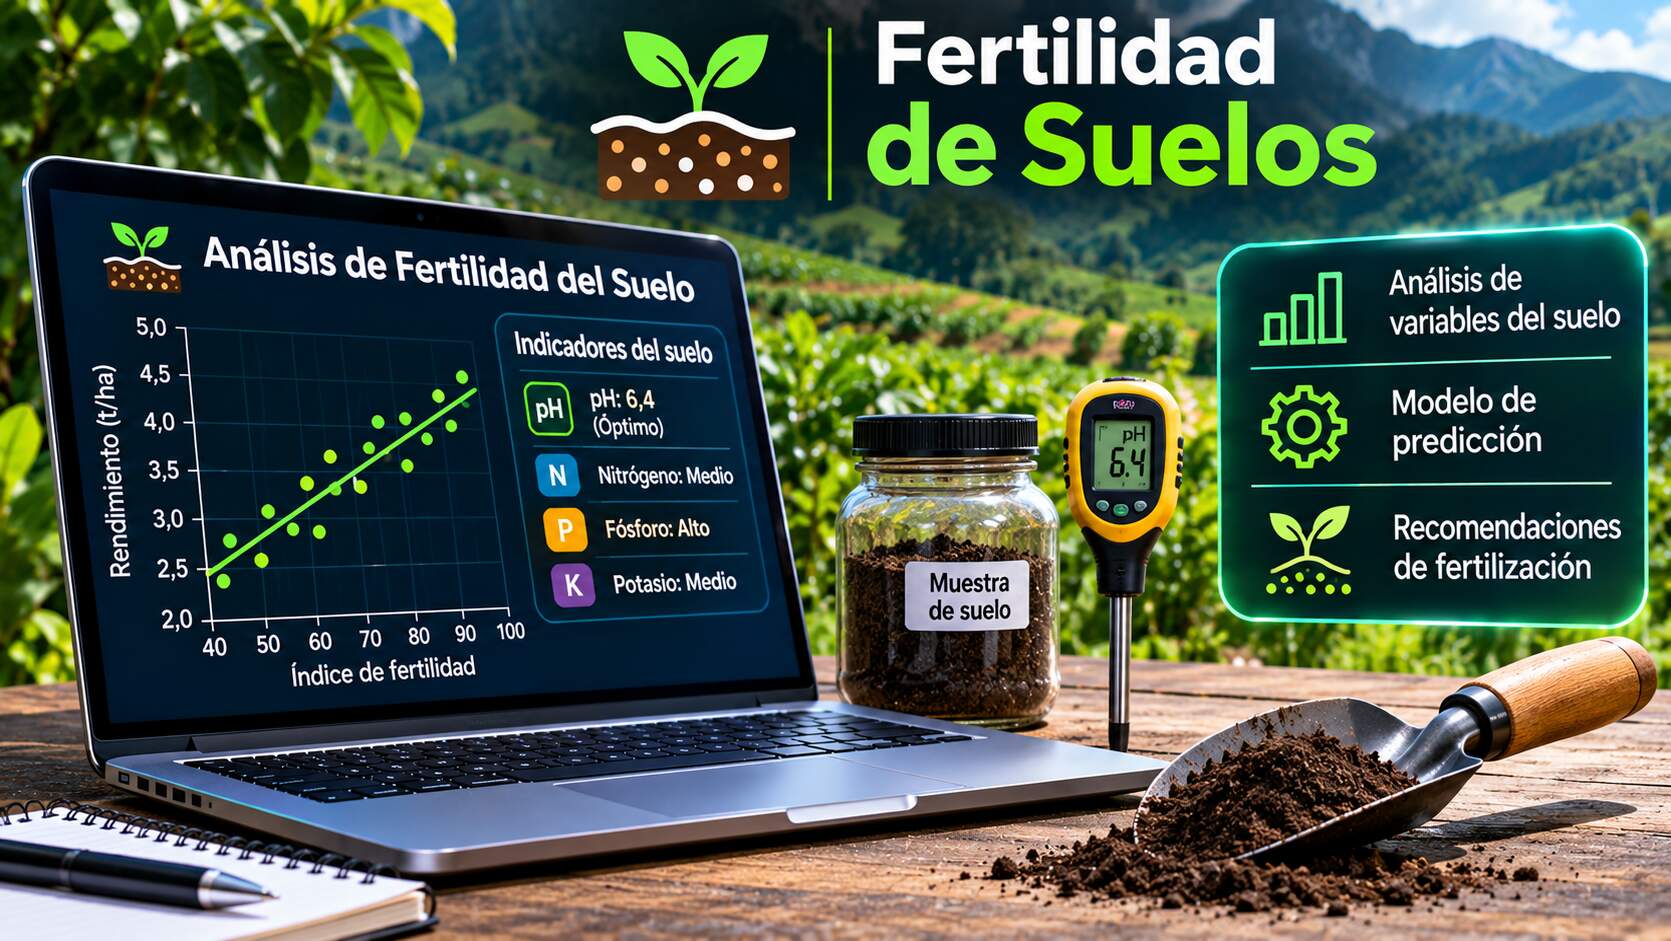 Fertilidad
de Suelos
Análisis de Fertilidad del Suelo
5,0
4,5
4,0
3,5
3,0
2,5
2,0
Rendimiento (t/ha)
40 50 60 70 80 90 100
Índice de fertilidad
Indicadores del suelo
pH
pH: 6,4
(Óptimo)
N
Nitrógeno: Medio
P
Fósforo: Alto
K
Potasio: Medio
Muestra
de suelo
pH
6.4
Análisis de
variables del suelo
Modelo de
predicción
Recomendaciones
de fertilización